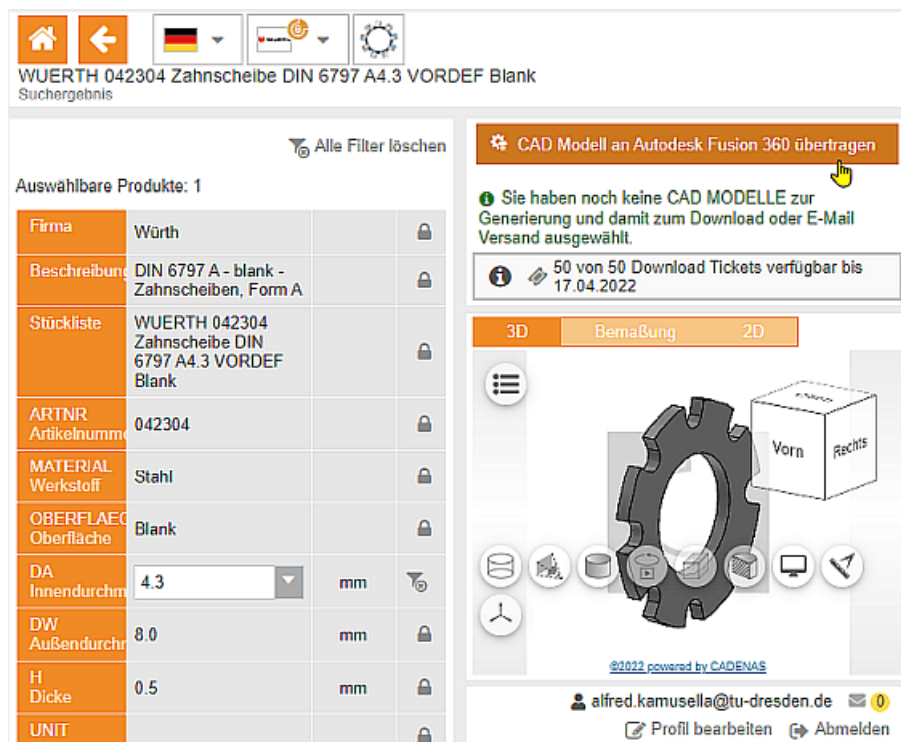 WUERTH 042304 Zahnscheibe DIN 6797 A4.3 VORDEF Blank
Suchergebnis
Alle Filter löschen
Auswählbare Produkte: 1
Firma
Würth
Beschreibung
DIN 6797 A - blank -
Zahnscheiben, Form A
Stückliste
WUERTH 042304
Zahnscheibe DIN
6797 A4.3 VORDEF
Blank
ARTNR
Artikelnumme
042304
MATERIAL
Werkstoff
Stahl
OBERFLAEC
Oberfläche
Blank
DA
Innendurchm
4.3
mm
DW
Außendurchr
8.0
mm
H
Dicke
0.5
mm
UNIT
CAD Modell an Autodesk Fusion 360 übertragen
Sie haben noch keine CAD MODELLE zur
Generierung und damit zum Download oder E-Mail
Versand ausgewählt.
50 von 50 Download Tickets verfügbar bis
17.04.2022
3D
Bemaßung
2D
Vorn
Rechts
©2022 powered by CADENAS
alfred.kamusella@tu-dresden.de
0
Profil bearbeiten
Abmelden